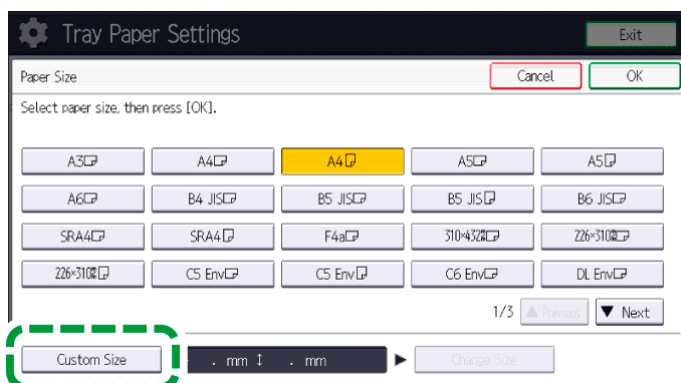 Tray Paper Settings Exit
Paper Size Cancel OK
Select paper size, then press [OK].
A3 A4 A4 A5 A5
A6 B4 JIS B5 JIS B5 JIS B6 JIS
SRA4 SRA4 F4a 310×432 226×310
226×310 C5 Env C5 Env C6 Env DL Env
1/3 ▲ Previous ▼ Next
Custom Size . mm ↕ . mm ▶ Change Size